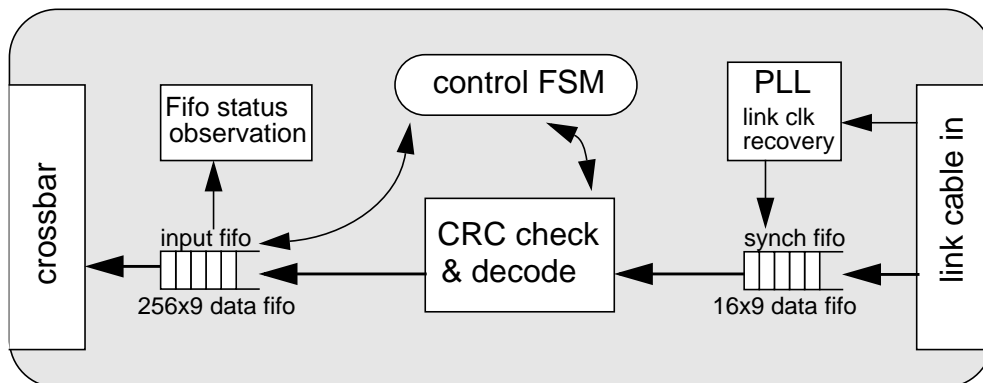 crossbar
Fifo status
observation
input fifo
256x9 data fifo
control FSM
CRC check
& decode
PLL
link clk
recovery
synch fifo
16x9 data fifo
link cable in